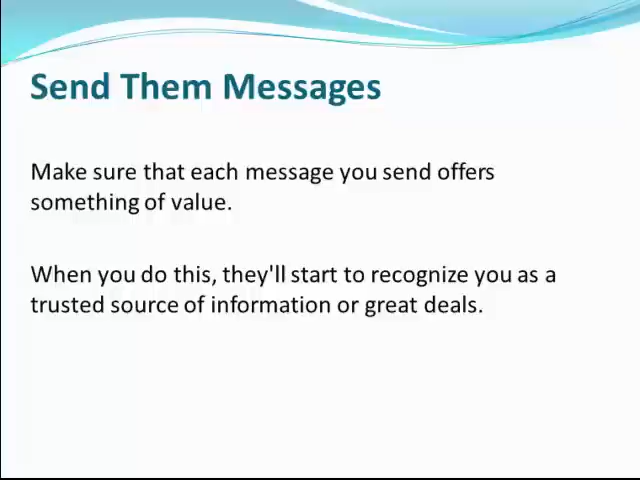 Send Them Messages
Make sure that each message you send offers
something of value.
When you do this, they'll start to recognize you as a
trusted source of information or great deals.